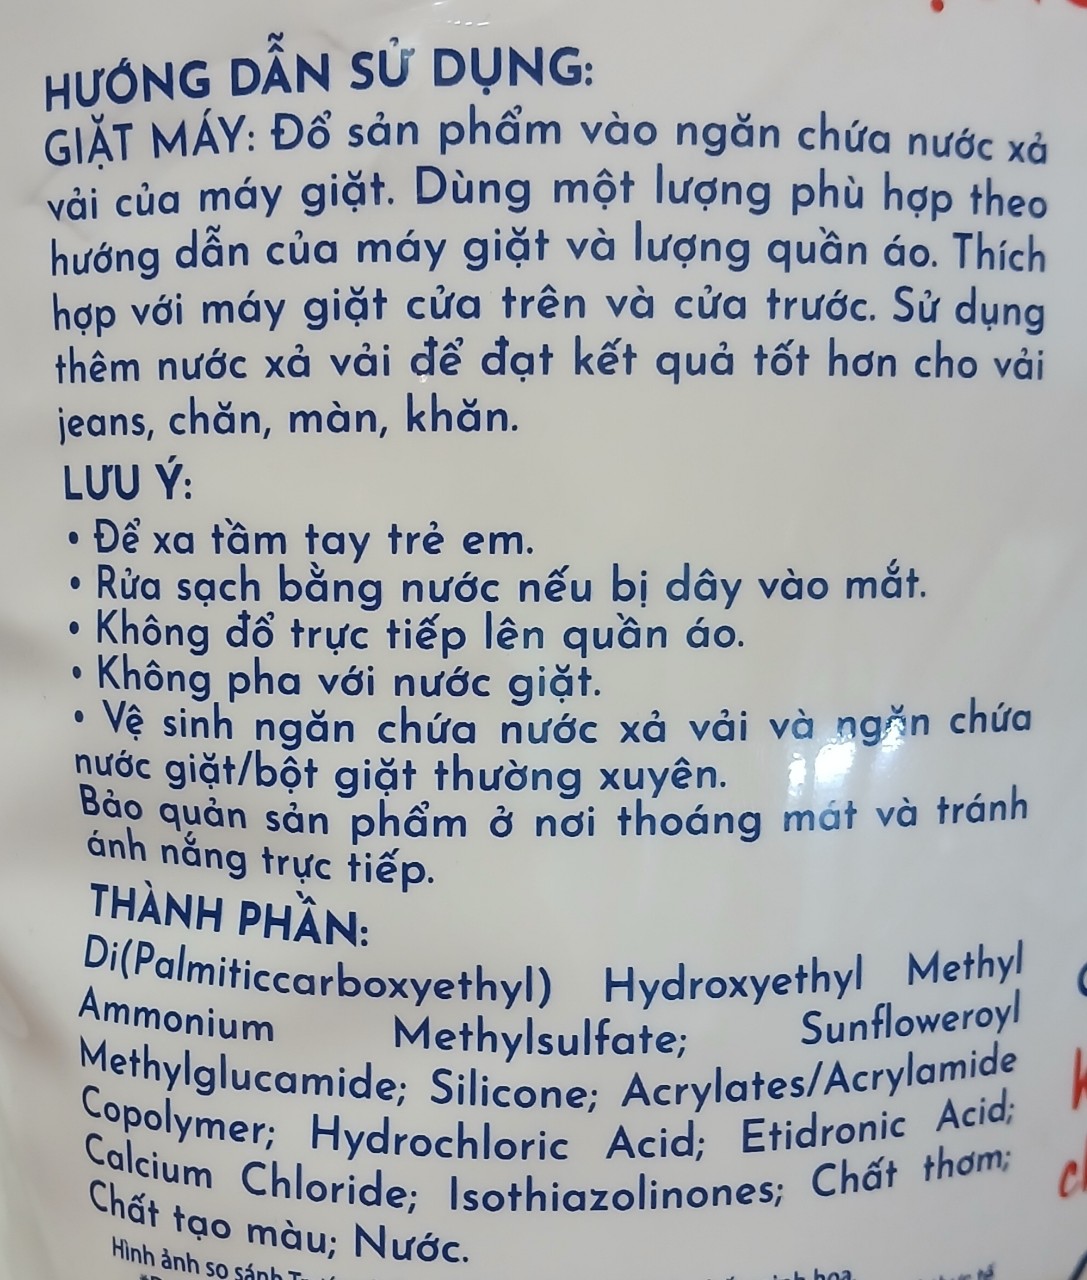 HƯỚNG DẪN SỬ DỤNG:
GIẶT MÁY: Đổ sản phẩm vào ngăn chứa nước xả
vải của máy giặt. Dùng một lượng phù hợp theo
hướng dẫn của máy giặt và lượng quần áo. Thích
hợp với máy giặt cửa trên và cửa trước. Sử dụng
thêm nước xả vải để đạt kết quả tốt hơn cho vải
jeans, chăn, màn, khăn.
LƯU Ý:
• Để xa tầm tay trẻ em.
• Rửa sạch bằng nước nếu bị dây vào mắt.
• Không đổ trực tiếp lên quần áo.
• Không pha với nước giặt.
• Vệ sinh ngăn chứa nước xả vải và ngăn chứa
nước giặt/bột giặt thường xuyên.
Bảo quản sản phẩm ở nơi thoáng mát và tránh
ánh nắng trực tiếp.
THÀNH PHẦN:
Di(Palmiticcarboxyethyl) Hydroxyethyl Methyl
Ammonium Methylsulfate; Sunfloweroyl
Methylglucamide; Silicone; Acrylates/Acrylamide
Copolymer; Hydrochloric Acid; Etidronic Acid;
Calcium Chloride; Isothiazolinones; Chất thơm;
Chất tạo màu; Nước.
Hình ảnh so sánh